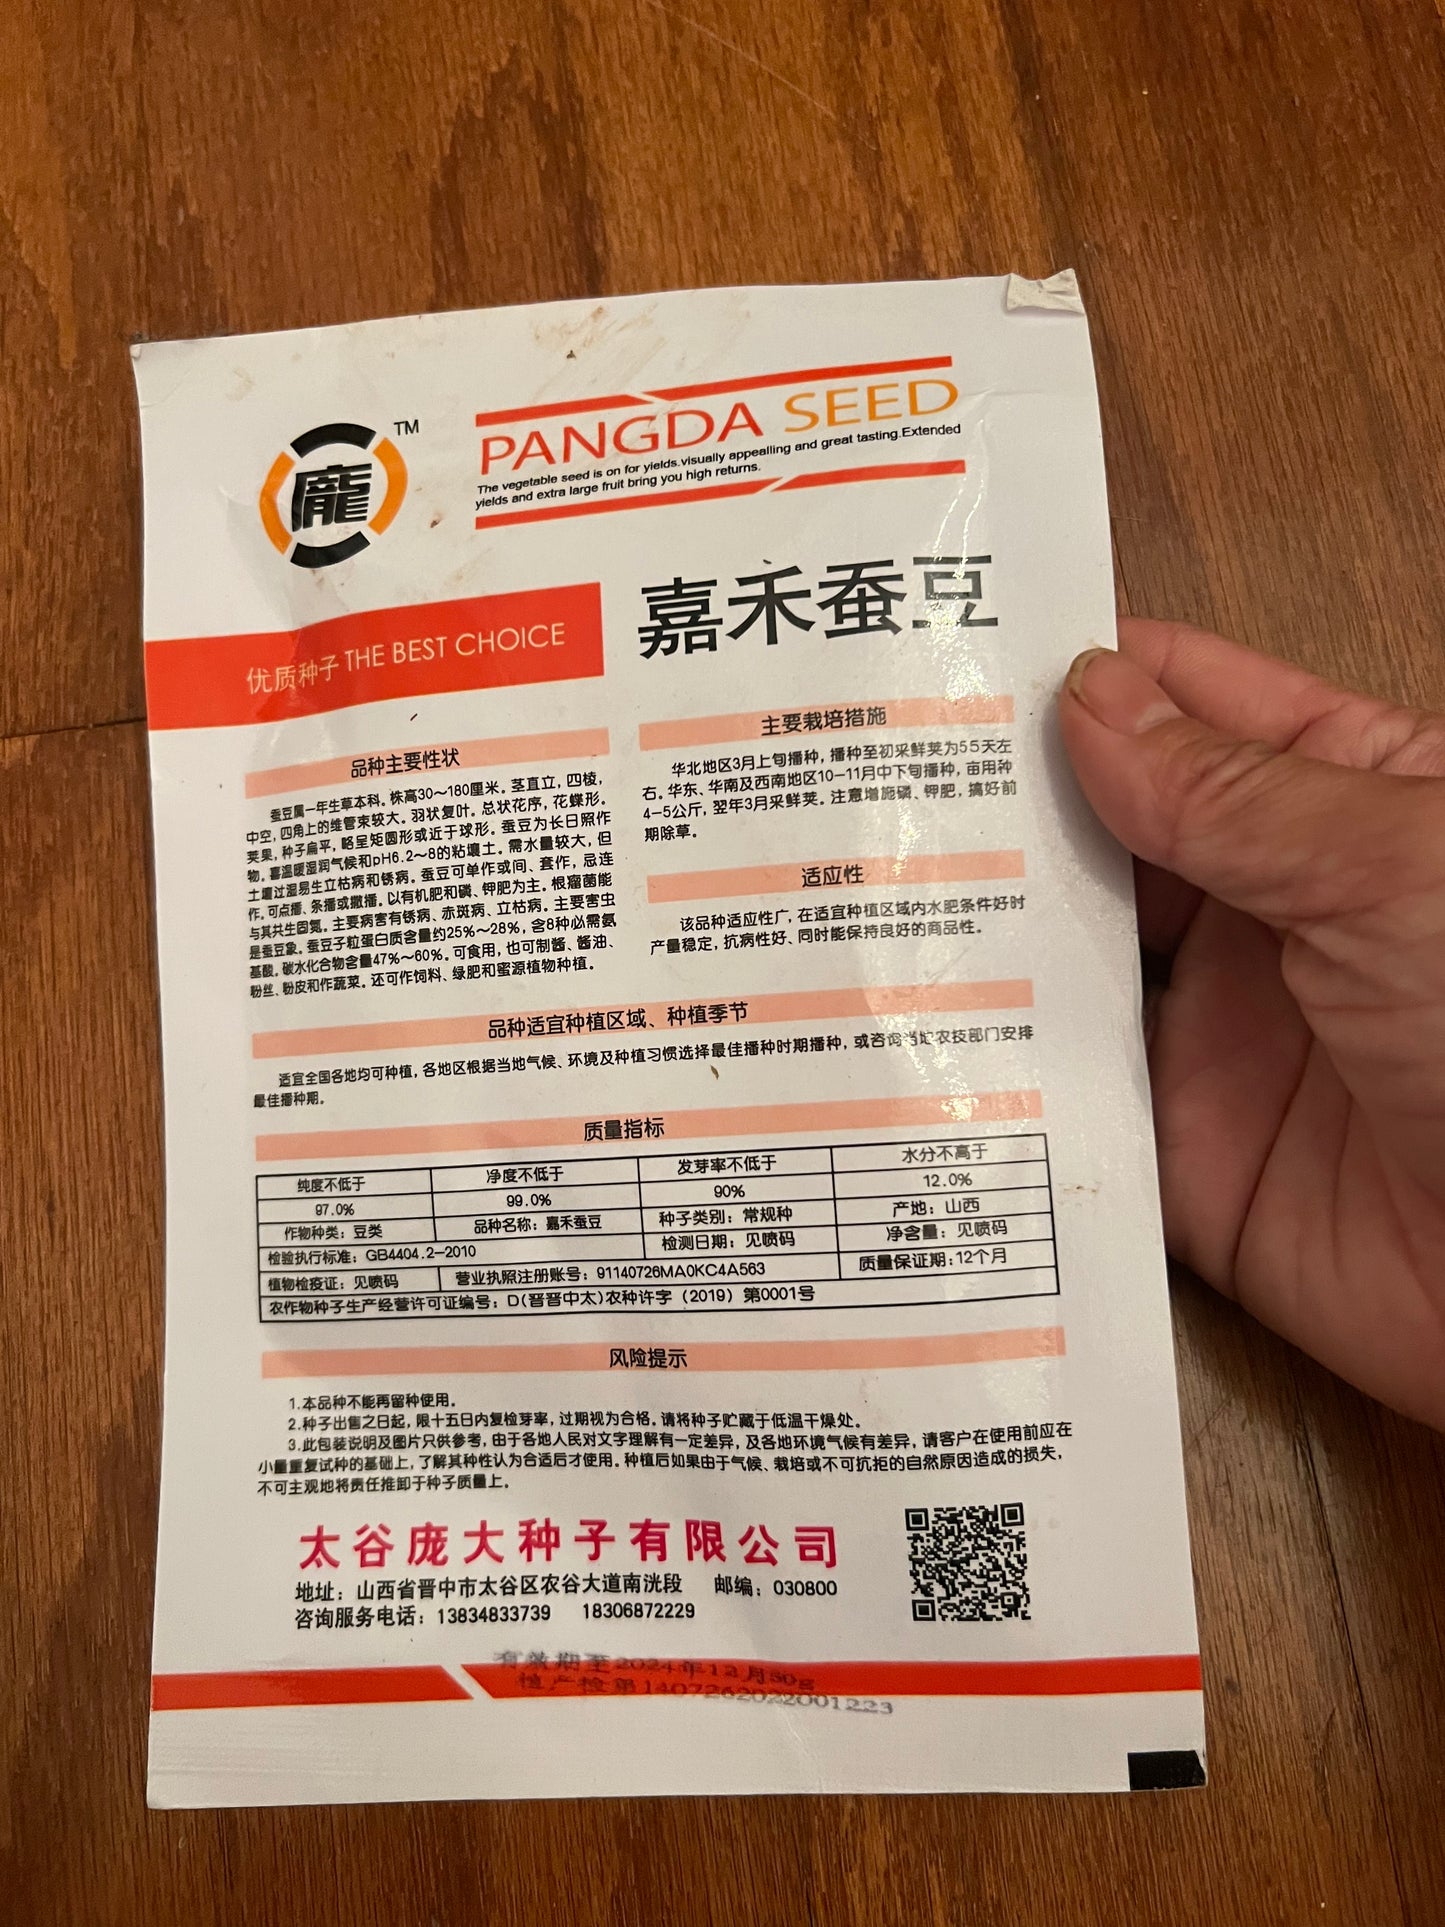 龐
TM
PANGDA SEED
The vegetable seed is on for yields.visually appealling and great tasting.Extended
yields and extra large fruit bring you high returns.
优质种子 THE BEST CHOICE
嘉禾蚕豆
品种主要性状
蚕豆属一年生草本科。株高30～180厘米。茎直立，四棱，
中空，四角上的维管束较大。羽状复叶。总状花序，花蝶形。
荚果，种子扁平，略呈矩圆形或近于球形。蚕豆为长日照作
物。喜温暖湿润气候和pH6.2～8的粘壤土。需水量较大，但
土壤过湿易生立枯病和锈病。蚕豆可单作或间、套作，忌连
作。可点播、条播或撒播。以有机肥和磷、钾肥为主。根瘤菌能
与其共生固氮。主要病害有锈病、赤斑病、立枯病。主要害虫
是蚕豆象。蚕豆子粒蛋白质含量约25%～28%，含8种必需氨
基酸。碳水化合物含量47%～60%。可食用，也可制酱、酱油、
粉丝、粉皮和作蔬菜。还可作饲料、绿肥和蜜源植物种植。
主要栽培措施
华北地区3月上旬播种，播种至初采鲜荚为55天左
右。华东、华南及西南地区10-11月中下旬播种，亩用种
4-5公斤，翌年3月采鲜荚。注意增施磷、钾肥，搞好前
期除草。
适应性
该品种适应性广，在适宜种植区域内水肥条件好时
产量稳定，抗病性好、同时能保持良好的商品性。
品种适宜种植区域、种植季节
适宜全国各地均可种植，各地区根据当地气候、环境及种植习惯选择最佳播种时期播种，或咨询当地农技部门安排
最佳播种期。
质量指标
纯度不低于 净度不低于 发芽率不低于 水分不高于
97.0% 99.0% 90% 12.0%
作物种类：豆类 品种名称：嘉禾蚕豆 种子类别：常规种 产地：山西
检验执行标准：GB4404.2-2010 检测日期：见喷码 净含量：见喷码
植物检疫证：见喷码 营业执照注册账号：91140726MA0KC4A563 质量保证期：12个月
农作物种子生产经营许可证编号：D(晋晋中太)农种许字（2019）第0001号
风险提示
1.本品种不能再留种使用。
2.种子出售之日起，限十五日内复检芽率，过期视为合格。请将种子贮藏于低温干燥处。
3.此包装说明及图片只供参考，由于各地人民对文字理解有一定差异，及各地环境气候有差异，请客户在使用前应在
小量重复试种的基础上，了解其种性认为合适后才使用。种植后如果由于气候、栽培或不可抗拒的自然原因造成的损失，
不可主观地将责任推卸于种子质量上。
太谷庞大种子有限公司
地址：山西省晋中市太谷区农谷大道南洸段 邮编：030800
咨询服务电话：13834833739 18306872229
有效期至2024年12月30
植产检第1407262022001223